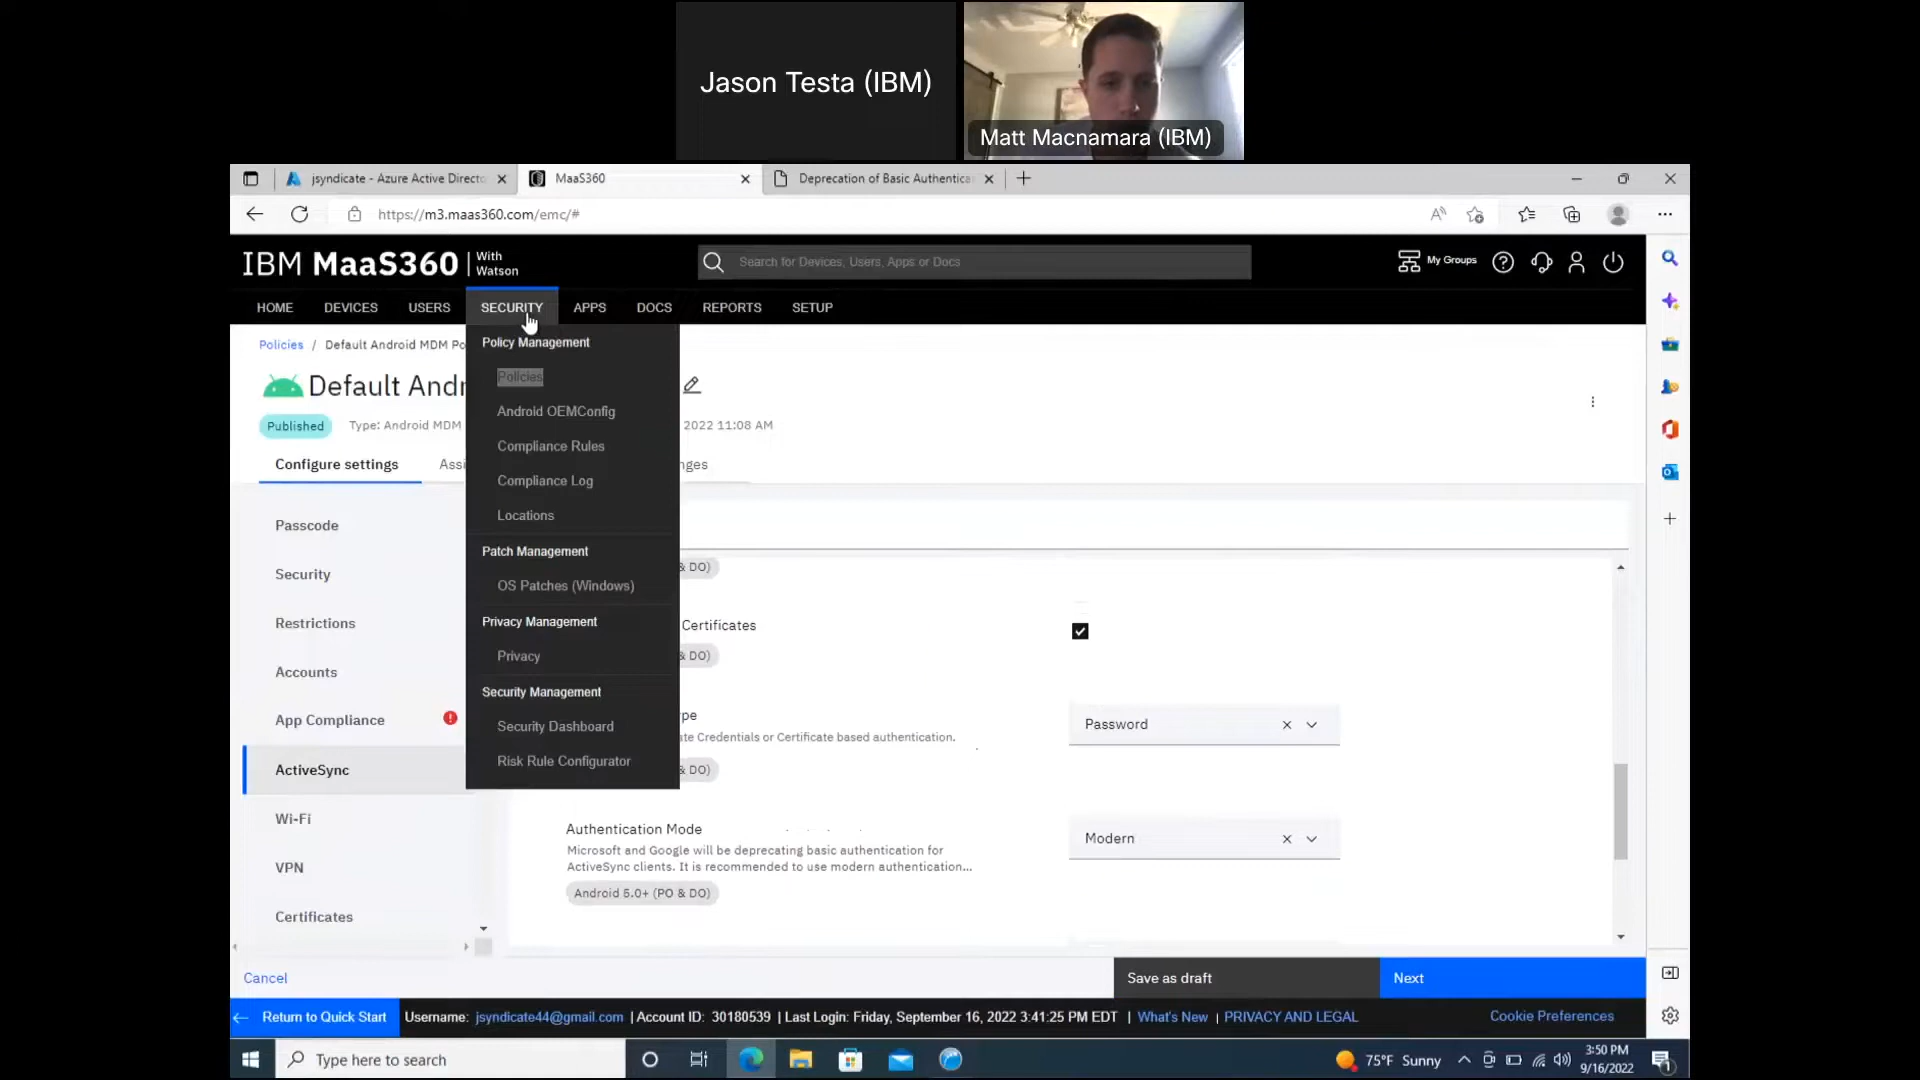 Jason Testa (IBM)
Matt Macnamara (IBM)
jsyndicate - Azure Active Directo
MaaS360
Deprecation of Basic Authentica
https://m3.maas360.com/emc/#
IBM MaaS360 | With Watson
Search for Devices, Users, Apps or Docs
My Groups
HOME DEVICES USERS SECURITY APPS DOCS REPORTS SETUP
Policies / Default Android MDM Po
Default Andr
Published Type: Android MDM 2022 11:08 AM
Configure settings Assi nges
Policy Management
Policies
Android OEMConfig
Compliance Rules
Compliance Log
Locations
Patch Management
OS Patches (Windows)
Privacy Management
Privacy
Security Management
Security Dashboard
Risk Rule Configurator
Passcode
Security
Restrictions
Accounts
App Compliance
ActiveSync
Wi-Fi
VPN
Certificates
& DO)
Certificates
& DO)
pe
Password
te Credentials or Certificate based authentication.
& DO)
Authentication Mode
Modern
Microsoft and Google will be deprecating basic authentication for
ActiveSync clients. It is recommended to use modern authentication...
Android 5.0+ (PO & DO)
Cancel Save as draft Next
Return to Quick Start Username: jsyndicate44@gmail.com | Account ID: 30180539 | Last Login: Friday, September 16, 2022 3:41:25 PM EDT | What's New | PRIVACY AND LEGAL Cookie Preferences
Type here to search
75°F Sunny
3:50 PM
9/16/2022